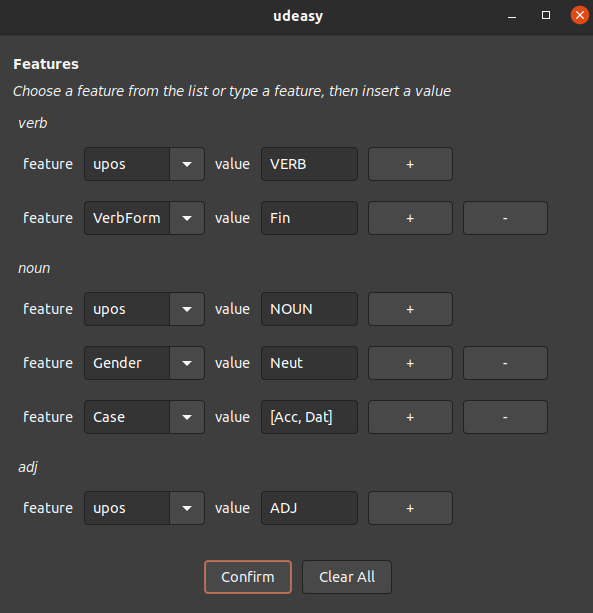 udeasy
Features
Choose a feature from the list or type a feature, then insert a value
verb
feature upos value VERB +
feature VerbForm value Fin + -
noun
feature upos value NOUN +
feature Gender value Neut + -
feature Case value [Acc, Dat] + -
adj
feature upos value ADJ +
Confirm Clear All